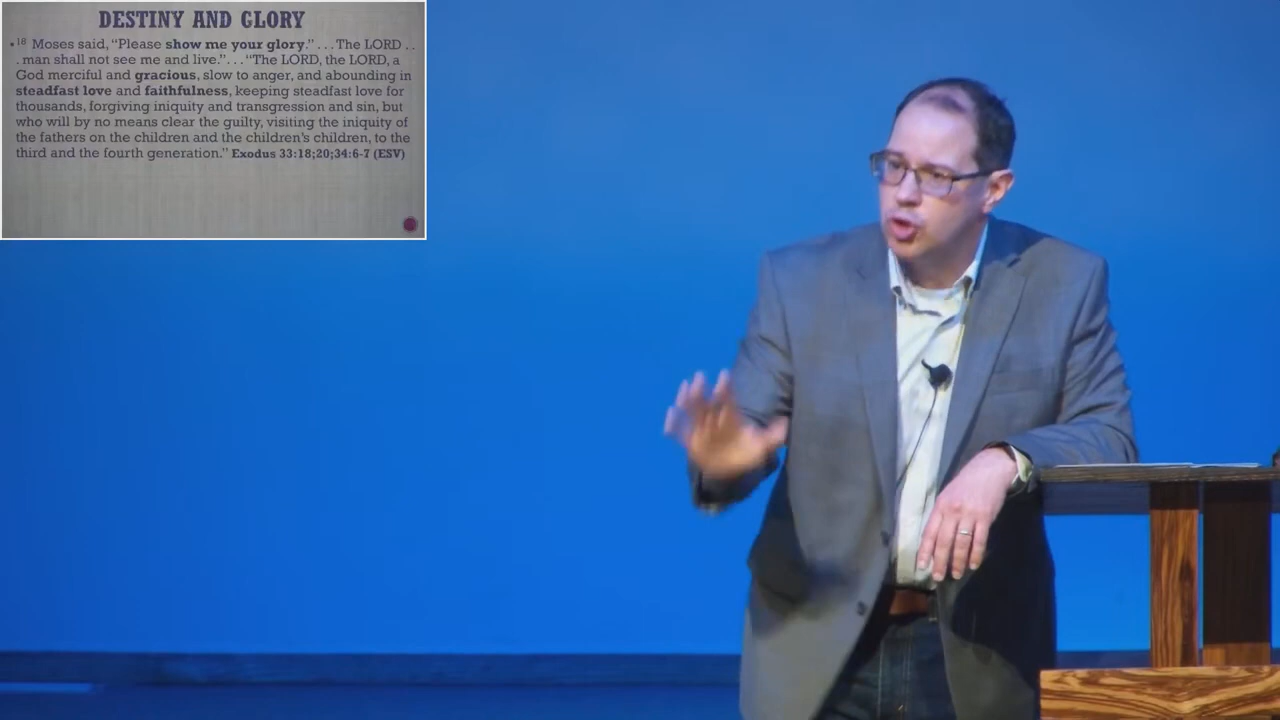 DESTINY AND GLORY
•18 Moses said, “Please show me your glory.” . . . The LORD . .
. man shall not see me and live.”. . . “The LORD, the LORD, a
God merciful and gracious, slow to anger, and abounding in
steadfast love and faithfulness, keeping steadfast love for
thousands, forgiving iniquity and transgression and sin, but
who will by no means clear the guilty, visiting the iniquity of
the fathers on the children and the children’s children, to the
third and the fourth generation.” Exodus 33:18;20;34:6-7 (ESV)